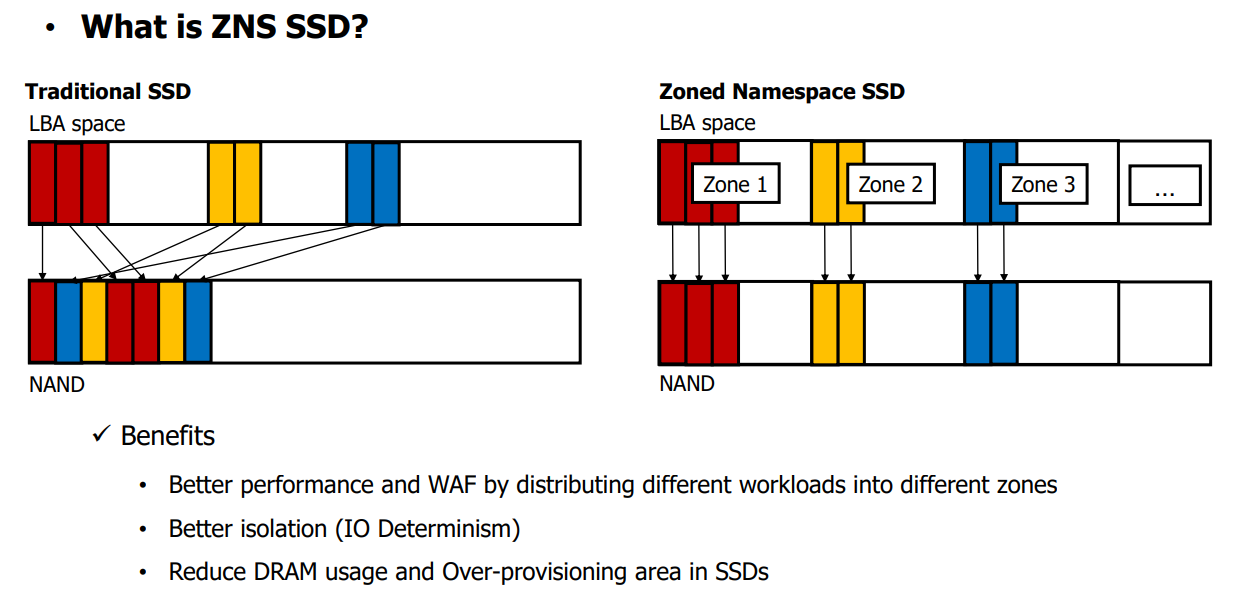 • What is ZNS SSD?
Traditional SSD
LBA space
NAND
Zoned Namespace SSD
LBA space
Zone 1
Zone 2
Zone 3
...
NAND
✓ Benefits
• Better performance and WAF by distributing different workloads into different zones
• Better isolation (IO Determinism)
• Reduce DRAM usage and Over-provisioning area in SSDs